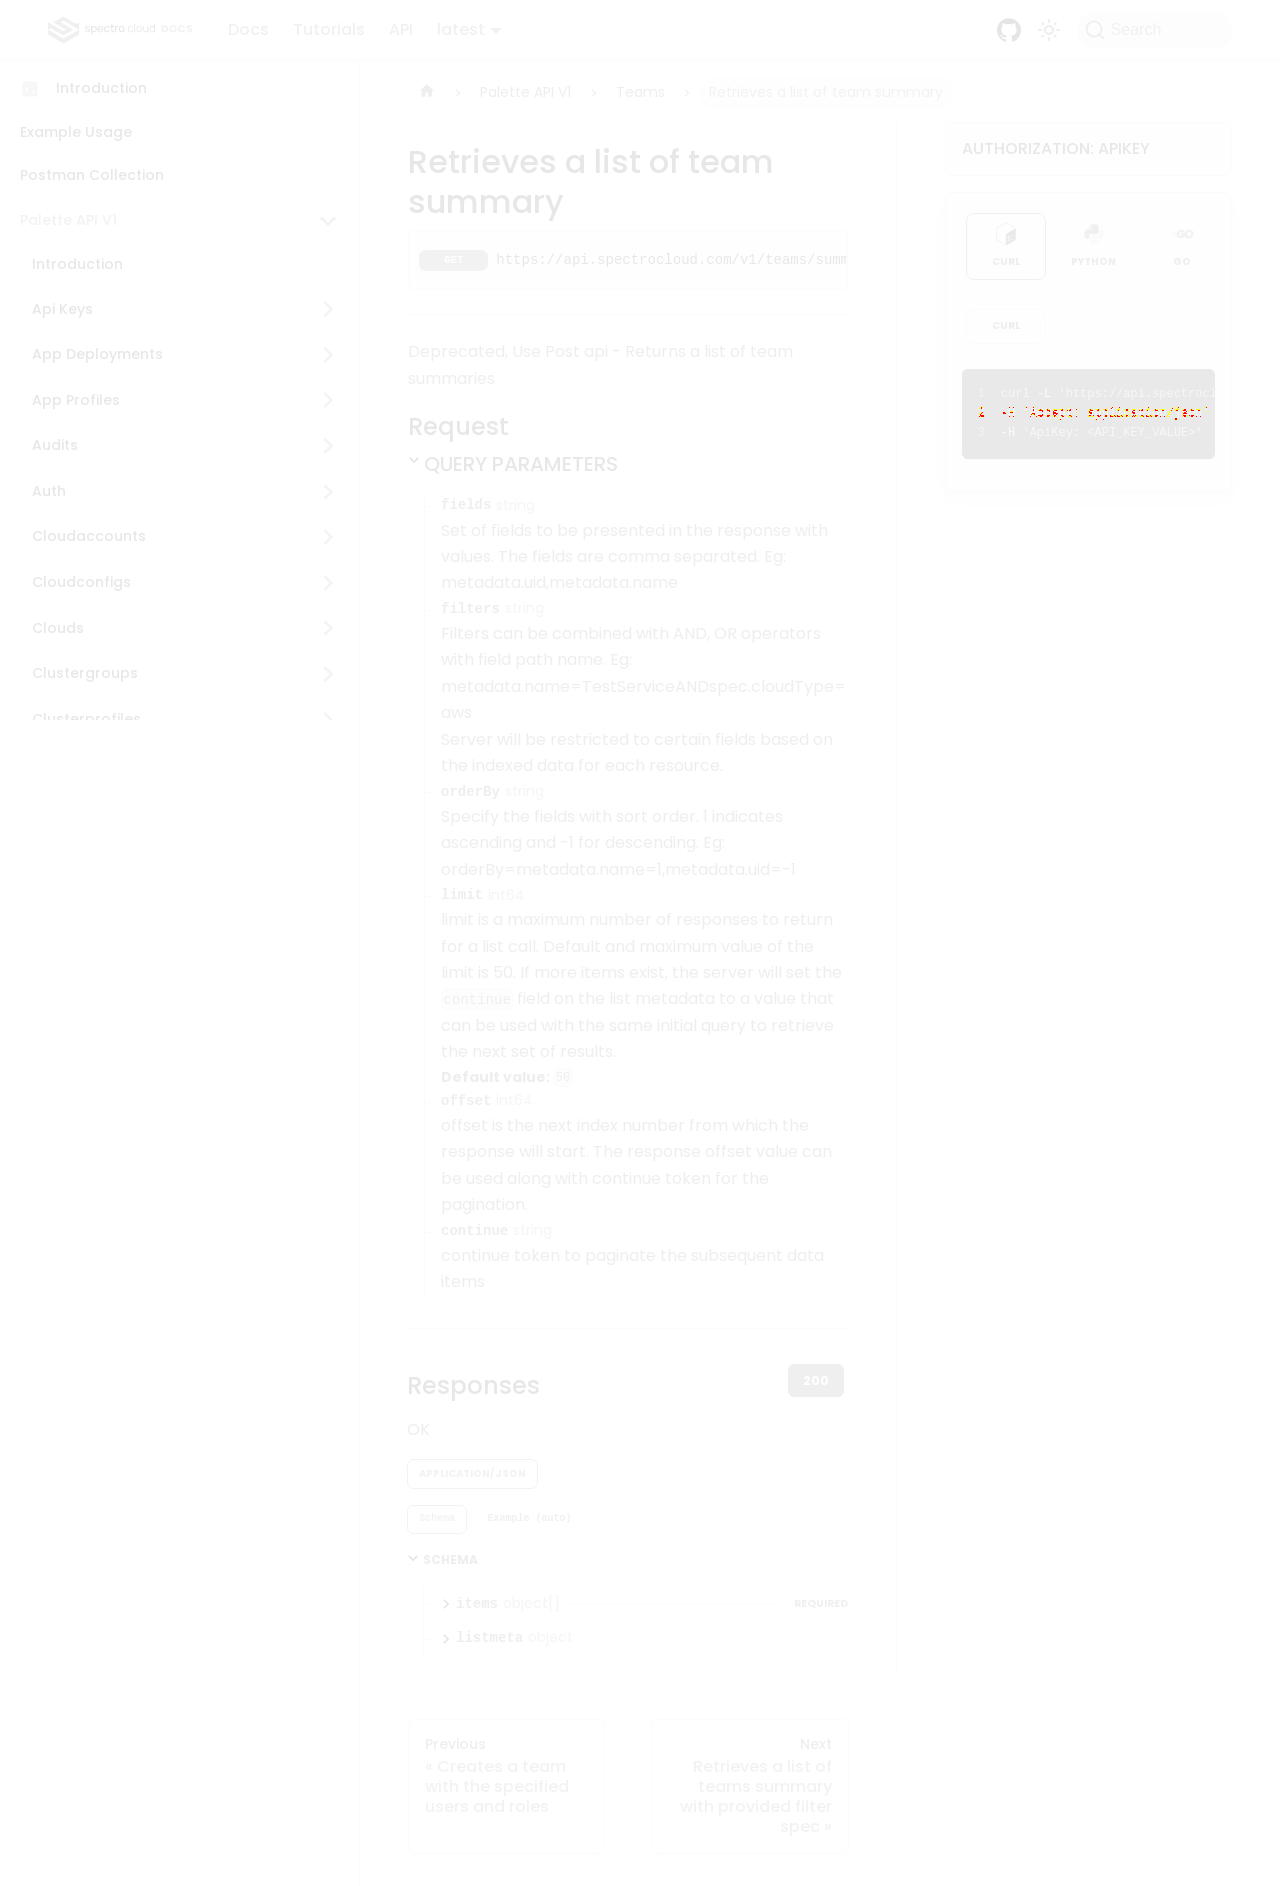 spectro cloud DOCS
Docs
Tutorials
API
latest
Search
Introduction
Example Usage
Postman Collection
Palette API V1
Introduction
Api Keys
App Deployments
App Profiles
Audits
Auth
Cloudaccounts
Cloudconfigs
Clouds
Clustergroups
Clusterprofiles
Palette API V1
Teams
Retrieves a list of team summary
Retrieves a list of team
summary
GET https://api.spectrocloud.com/v1/teams/summ
Deprecated, Use Post api - Returns a list of team
summaries
Request
QUERY PARAMETERS
fields string
Set of fields to be presented in the response with
values. The fields are comma separated. Eg:
metadata.uid,metadata.name
filters string
Filters can be combined with AND, OR operators
with field path name. Eg:
metadata.name=TestServiceANDspec.cloudType=
aws
Server will be restricted to certain fields based on
the indexed data for each resource.
orderBy string
Specify the fields with sort order. 1 indicates
ascending and -1 for descending. Eg:
orderBy=metadata.name=1,metadata.uid=-1
limit int64
limit is a maximum number of responses to return
for a list call. Default and maximum value of the
limit is 50. If more items exist, the server will set the
continue field on the list metadata to a value that
can be used with the same initial query to retrieve
the next set of results.
Default value: 50
offset int64
offset is the next index number from which the
response will start. The response offset value can
be used along with continue token for the
pagination.
continue string
continue token to paginate the subsequent data
items
Responses
200
OK
APPLICATION/JSON
Schema
Example (auto)
SCHEMA
items object[]
REQUIRED
listmeta object
Previous
« Creates a team
with the specified
users and roles
Next
Retrieves a list of
teams summary
with provided filter
spec »
AUTHORIZATION: APIKEY
CURL
PYTHON
GO
GO
CURL
1 curl -L 'https://api.spectrocl
2 -H 'Accept: application/json'
3 -H 'ApiKey: <API_KEY_VALUE>'